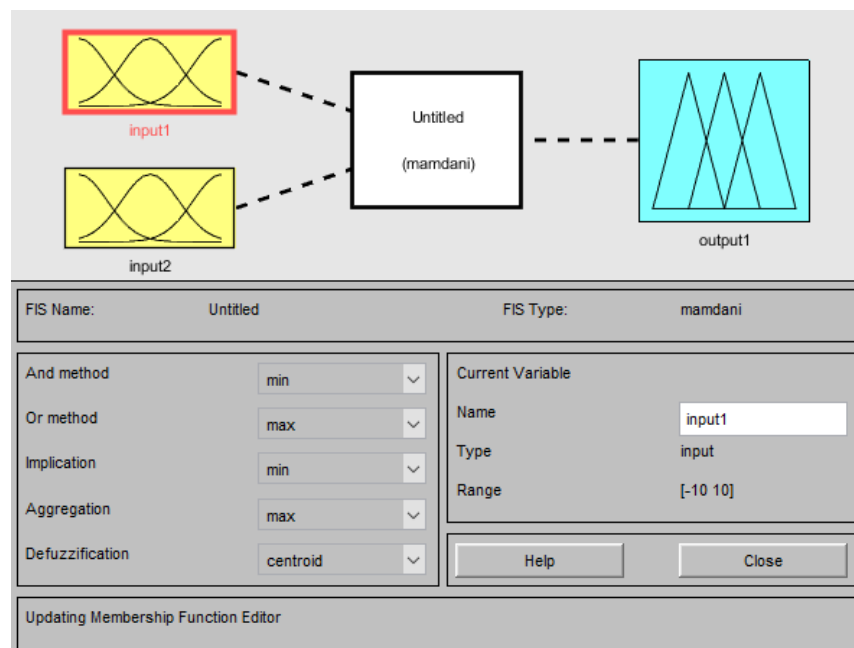 input1
input2
Untitled
(mamdani)
output1
FIS Name: Untitled FIS Type: mamdani
And method min
Or method max
Implication min
Aggregation max
Defuzzification centroid
Current Variable
Name input1
Type input
Range [-10 10]
Help Close
Updating Membership Function Editor